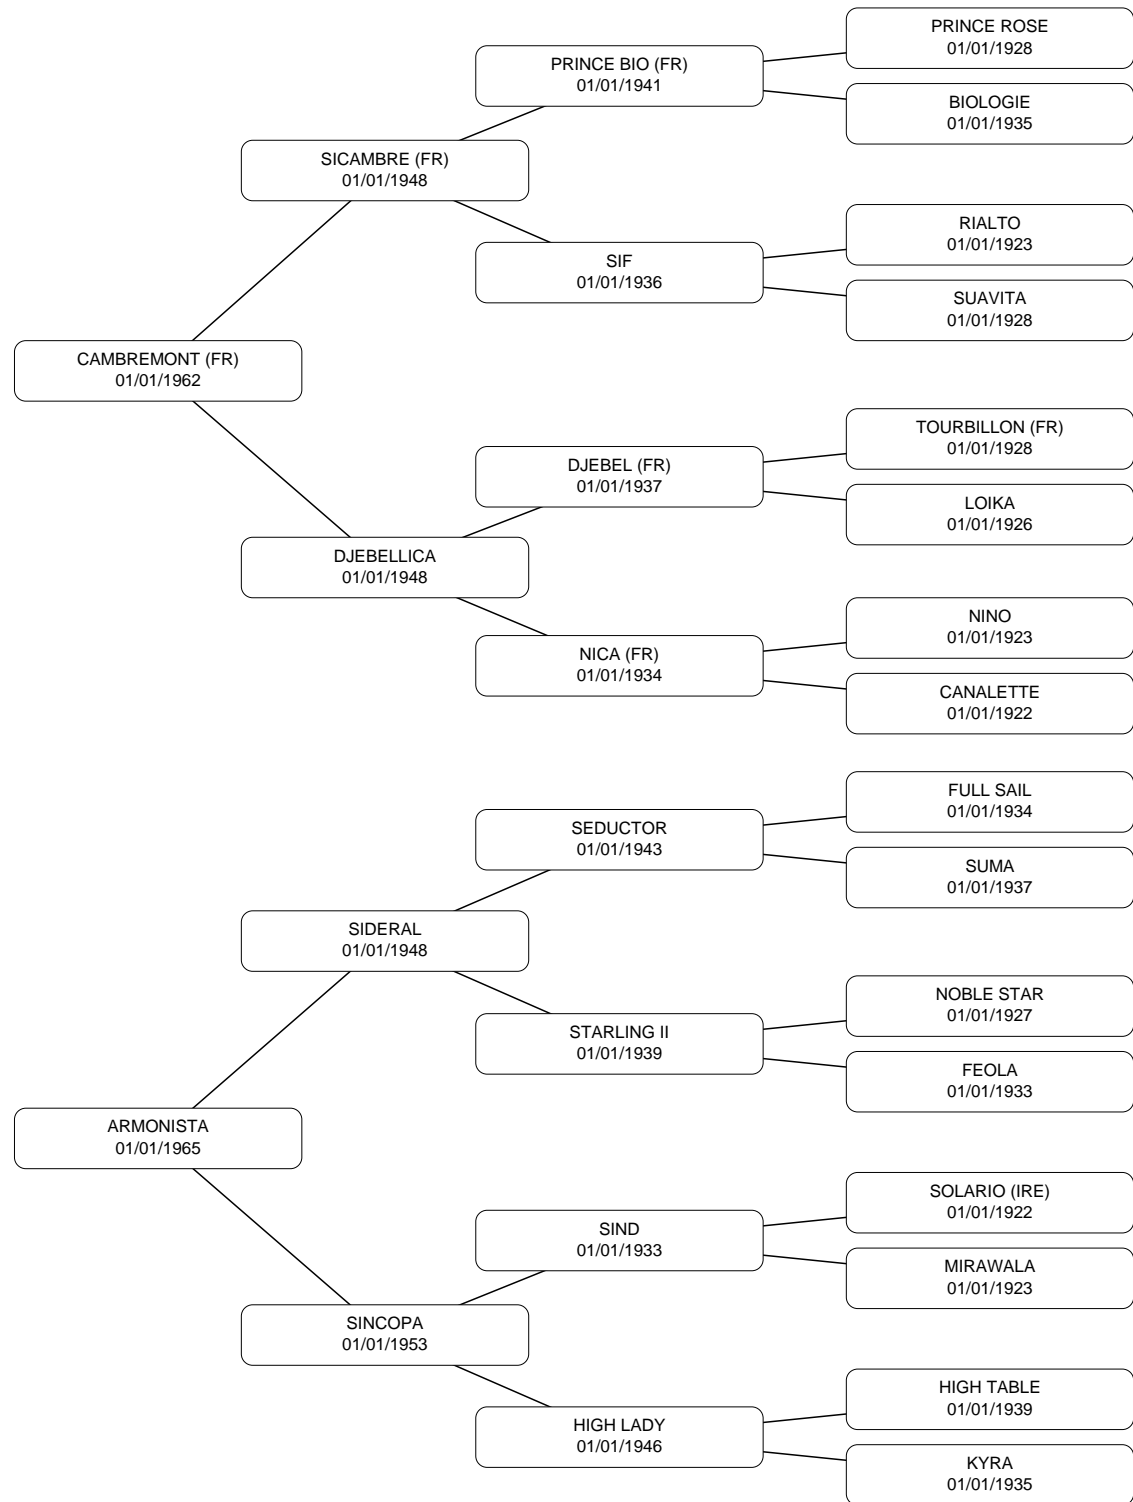 PRINCE ROSE
01/01/1928
PRINCE BIO (FR)
01/01/1941
BIOLOGIE
01/01/1935
SICAMBRE (FR)
01/01/1948
RIALTO
01/01/1923
SIF
01/01/1936
SUAVITA
01/01/1928
CAMBREMONT (FR)
01/01/1962
TOURBILLON (FR)
01/01/1928
DJEBEL (FR)
01/01/1937
LOIKA
01/01/1926
DJEBELLICA
01/01/1948
NINO
01/01/1923
NICA (FR)
01/01/1934
CANALETTE
01/01/1922
FULL SAIL
01/01/1934
SEDUCTOR
01/01/1943
SUMA
01/01/1937
SIDERAL
01/01/1948
NOBLE STAR
01/01/1927
STARLING II
01/01/1939
FEOLA
01/01/1933
ARMONISTA
01/01/1965
SOLARIO (IRE)
01/01/1922
SIND
01/01/1933
MIRAWALA
01/01/1923
SINCOPA
01/01/1953
HIGH TABLE
01/01/1939
HIGH LADY
01/01/1946
KYRA
01/01/1935